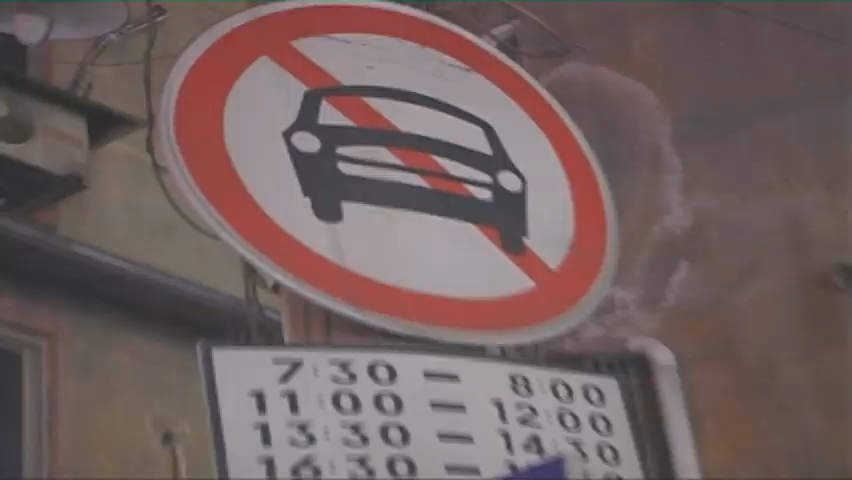 7:30 — 8:00
11:00 — 12:00
13:30 — 14:30
16:30 —